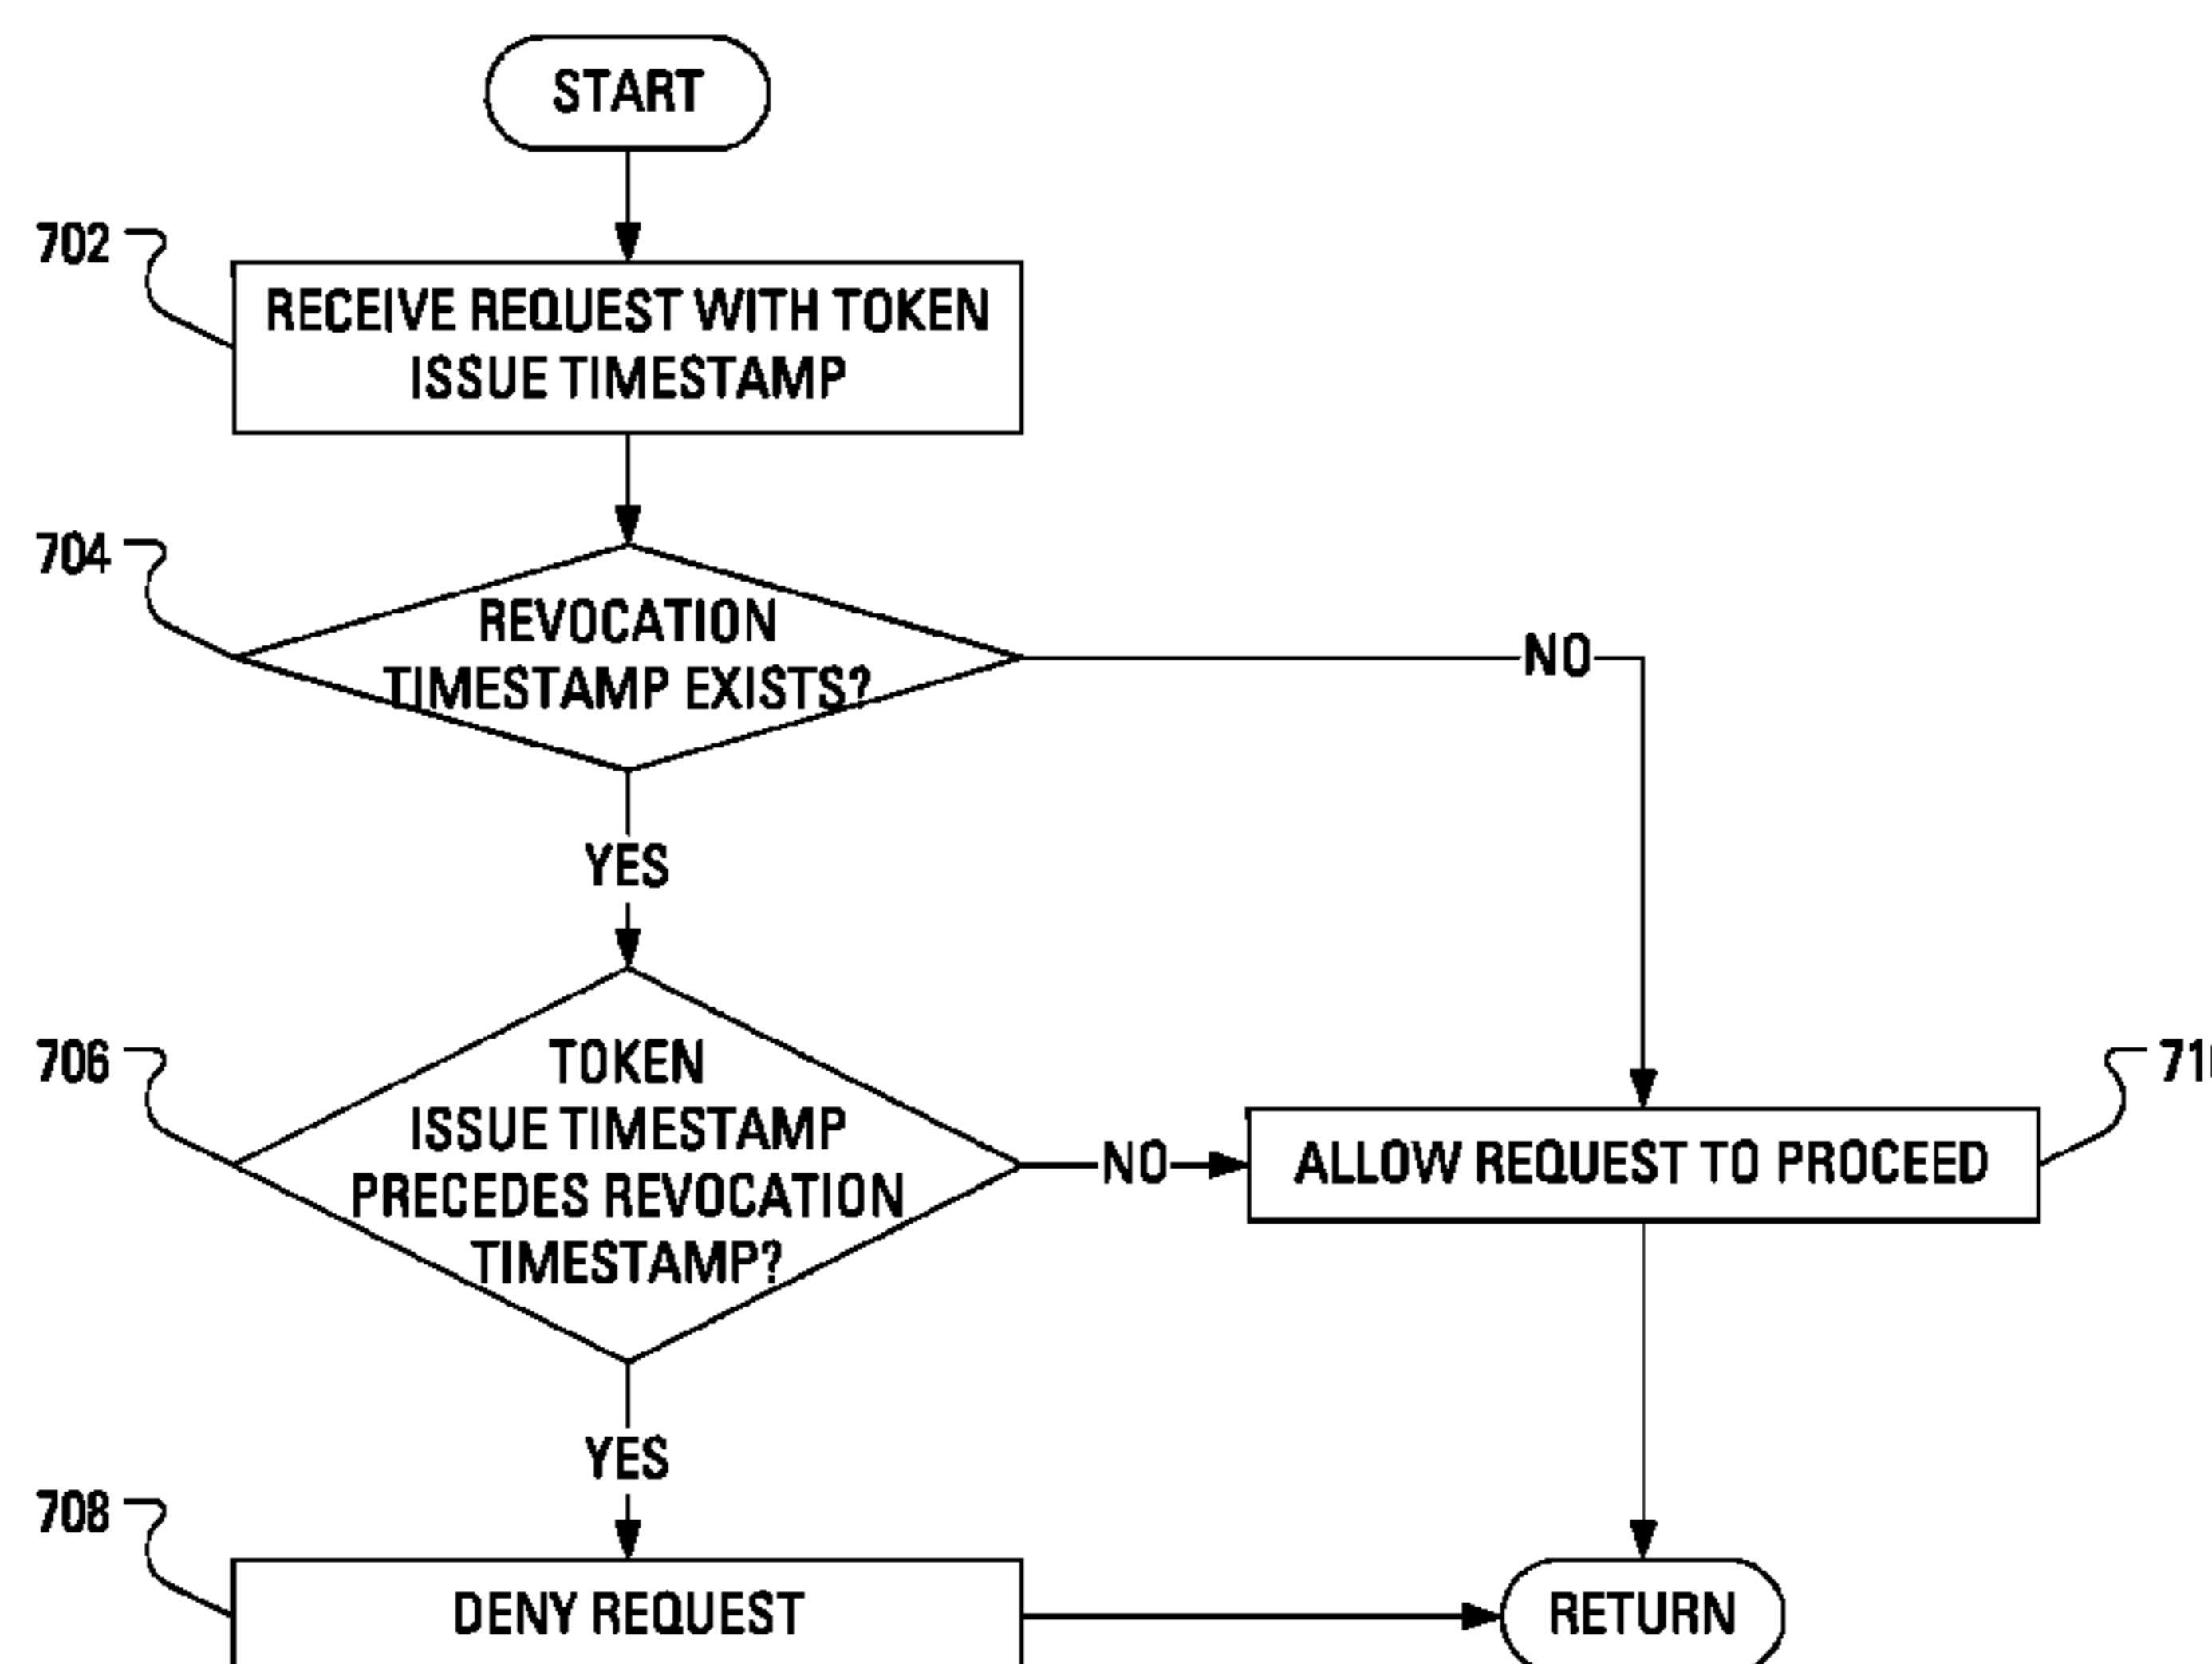 START
702
RECEIVE REQUEST WITH TOKEN
ISSUE TIMESTAMP
704
REVOCATION
TIMESTAMP EXISTS?
NO
YES
706
TOKEN
ISSUE TIMESTAMP
PRECEDES REVOCATION
TIMESTAMP?
NO
ALLOW REQUEST TO PROCEED
YES
708
DENY REQUEST
RETURN